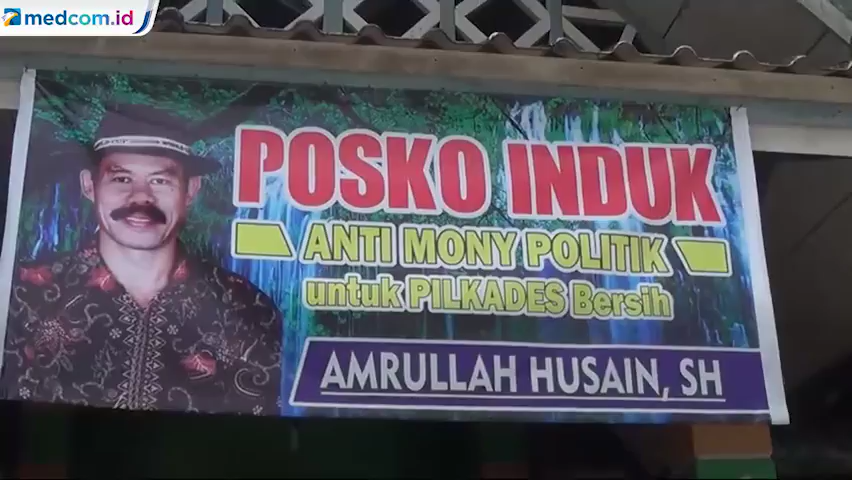 medcom.id
POSKO INDUK
ANTI MONY POLITIK
untuk PILKADES Bersih
AMRULLAH HUSAIN, SH